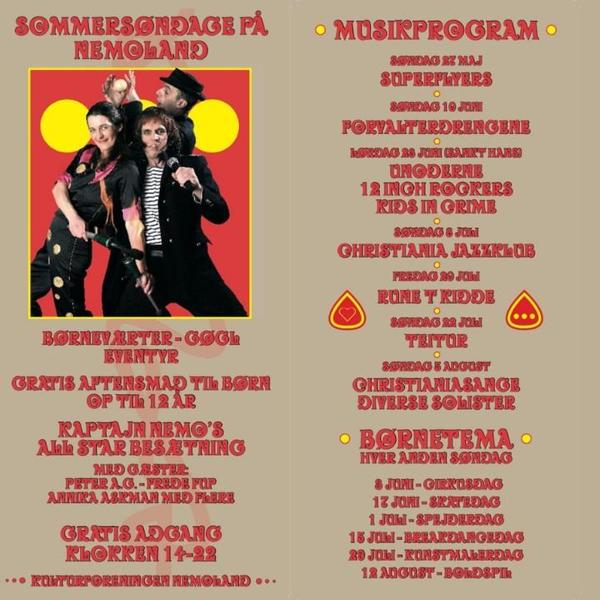 SOMMERSØNDAGE PÅ
NEMOLAND
BØRNEVÆRTER - GØGL
EVENTYR
GRATIS AFTENSMAD TIL BØRN
OP TIL 12 ÅR
KAPTAJN NEMO'S
ALL STAR BESÆTNING
MED GÆSTER:
PETER A.G. - FREDE FUP
ANNIKA ASKMAN MED FLERE
GRATIS ADGANG
KLOKKEN 14-22
KULTURFORENINGEN NEMOLAND
MUSIKPROGRAM
SØNDAG 27 MAJ
SUPERFLYERS
SØNDAG 10 JUNI
FORVALTERDRENGENE
LØRDAG 23 JUNI (SANKT HANS)
UNODERNE
12 INCH ROCKERS
KIDS IN CRIME
SØNDAG 8 JULI
CHRISTIANIA JAZZKLUB
FREDAG 20 JULI
RUNE T KIDDE
SØNDAG 22 JULI
TEITUR
SØNDAG 5 AUGUST
CHRISTIANIASANGE
DIVERSE SOLISTER
BØRNETEMA
HVER ANDEN SØNDAG
3 JUNI - CIRKUSDAG
17 JUNI - SKATEDAG
1 JULI - SPEJDERDAG
15 JULI - BREAKDANCEDAG
29 JULI - KUNSTMALERDAG
12 AUGUST - BOLDSPIL